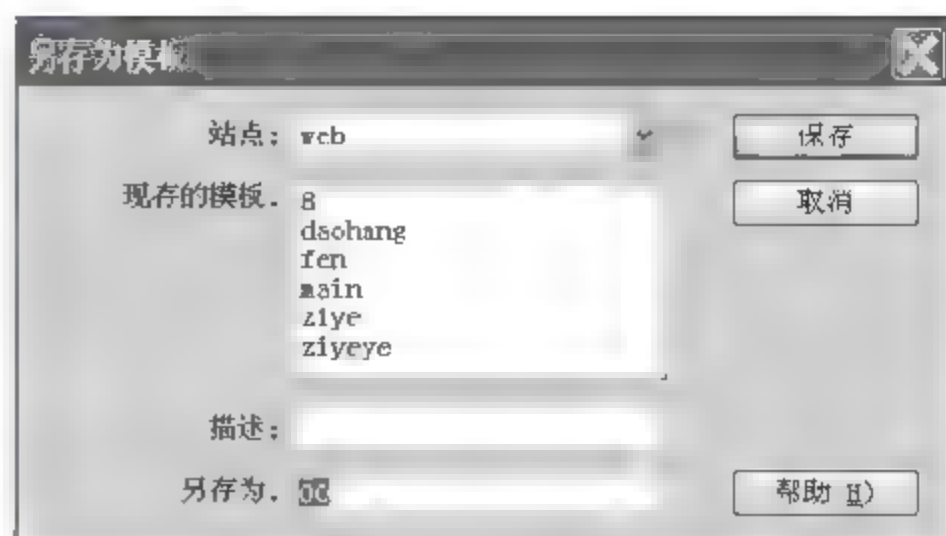 另存为模板
站点: web
保存
现存的模板:
8
daohang
fen
main
ziye
ziyeye
取消
描述:
另存为:
帮助 H)